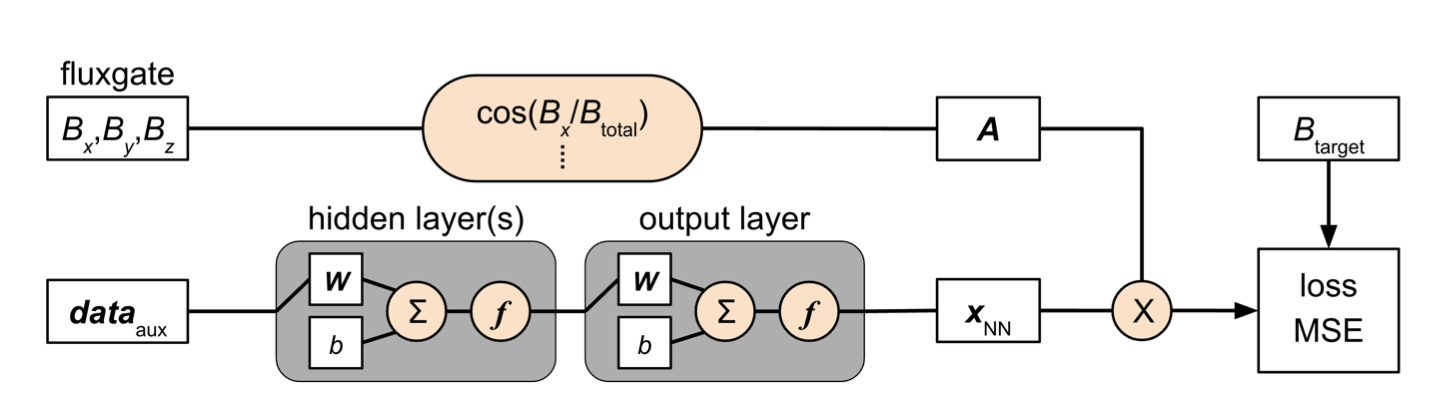 fluxgate
Bx,By,Bz
cos(Bx/Btotal)
⋮
A
Btarget
hidden layer(s)
output layer
dataaux
W
b
Σ
f
W
b
Σ
f
xNN
X
loss
MSE